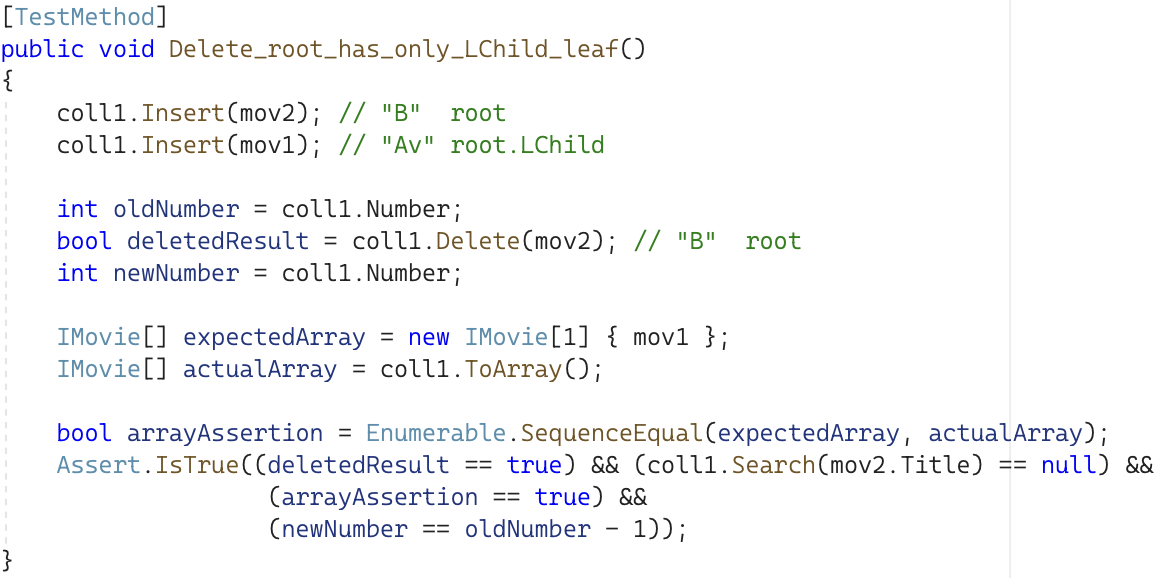 [TestMethod]
public void Delete_root_has_only_LChild_leaf()
{
    coll1.Insert(mov2); // "B"  root
    coll1.Insert(mov1); // "Av" root.LChild

    int oldNumber = coll1.Number;
    bool deletedResult = coll1.Delete(mov2); // "B"  root
    int newNumber = coll1.Number;

    IMovie[] expectedArray = new IMovie[1] { mov1 };
    IMovie[] actualArray = coll1.ToArray();

    bool arrayAssertion = Enumerable.SequenceEqual(expectedArray, actualArray);
    Assert.IsTrue((deletedResult == true) && (coll1.Search(mov2.Title) == null) &&
                   (arrayAssertion == true) &&
                   (newNumber == oldNumber - 1));
}